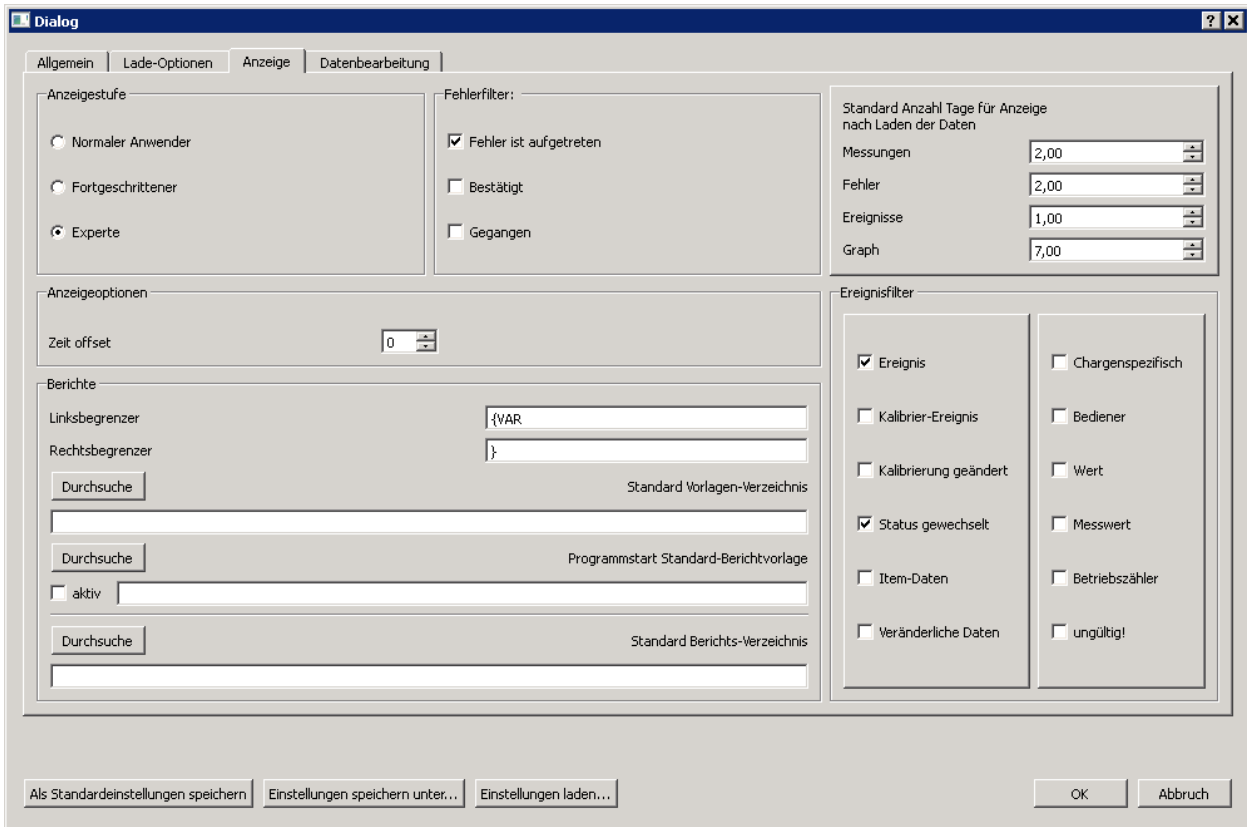 Dialog
Allgemein
Lade-Optionen
Anzeige
Datenbearbeitung
Anzeigestufe
Normaler Anwender
Fortgeschrittener
Experte
Fehlerfilter:
Fehler ist aufgetreten
Bestätigt
Gegangen
Standard Anzahl Tage für Anzeige
nach Laden der Daten
Messungen 2,00
Fehler 2,00
Ereignisse 1,00
Graph 7,00
Anzeigeoptionen
Zeit offset 0
Berichte
Linksbegrenzer {VAR
Rechtsbegrenzer }
Durchsuche Standard Vorlagen-Verzeichnis
Durchsuche Programmstart Standard-Berichtvorlage
aktiv
Durchsuche Standard Berichts-Verzeichnis
Ereignisfilter
Ereignis
Kalibrier-Ereignis
Kalibrierung geändert
Status gewechselt
Item-Daten
Veränderliche Daten
Chargenspezifisch
Bediener
Wert
Messwert
Betriebszähler
ungültig!
Als Standardeinstellungen speichern
Einstellungen speichern unter...
Einstellungen laden...
OK
Abbruch